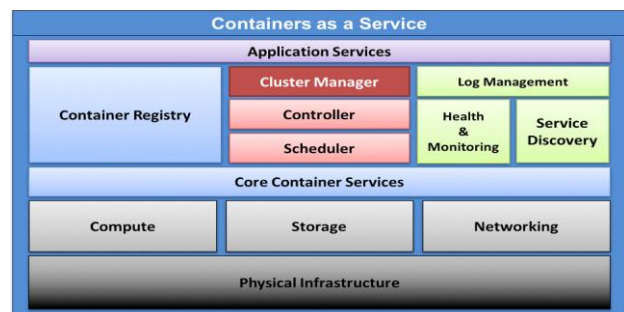 Containers as a Service
Application Services
Container Registry
Cluster Manager
Controller
Scheduler
Log Management
Health
&
Monitoring
Service
Discovery
Core Container Services
Compute
Storage
Networking
Physical Infrastructure